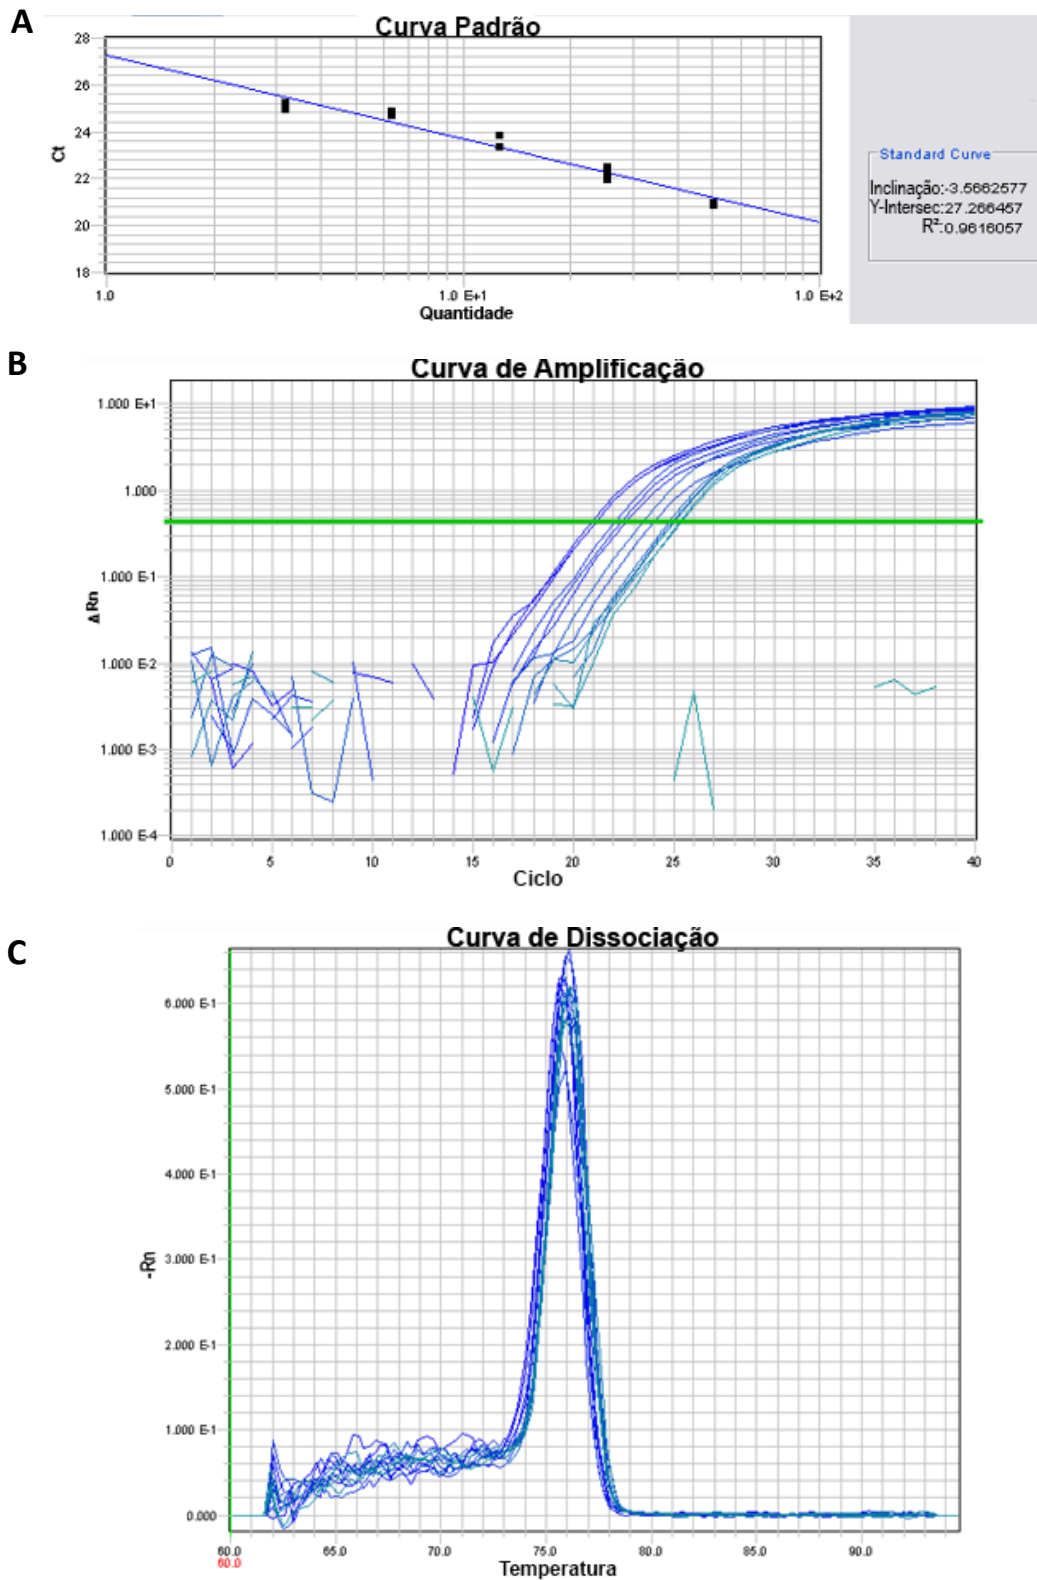 A
Curva Padrão
28
26
24
22
20
18
Ct
1.0
1.0 E+1
1.0 E+2
Quantidade
Standard Curve
Inclinação:-3.5662577
Y-Intersec:27.266457
R²:0.9616057
B
Curva de Amplificação
1.000 E+1
1.000
1.000 E-1
1.000 E-2
1.000 E-3
1.000 E-4
ΔRn
0 5 10 15 20 25 30 35 40
Ciclo
C
Curva de Dissociação
6.000 E-1
5.000 E-1
4.000 E-1
3.000 E-1
2.000 E-1
1.000 E-1
0.000
-Rn
60.0 65.0 70.0 75.0 80.0 85.0 90.0
60.0
Temperatura